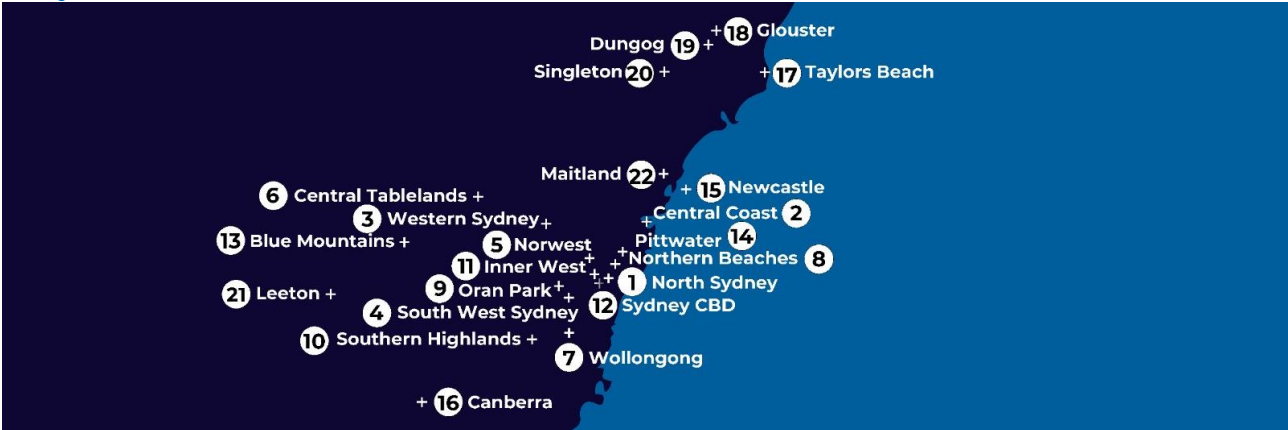 18 Glouster
Dungog 19
Singleton 20
17 Taylors Beach
Maitland 22
15 Newcastle
6 Central Tablelands
Central Coast 2
3 Western Sydney
13 Blue Mountains
5 Norwest
Pittwater 14
Northern Beaches 8
11 Inner West
1 North Sydney
9 Oran Park
21 Leeton
12 Sydney CBD
4 South West Sydney
10 Southern Highlands
7 Wollongong
16 Canberra